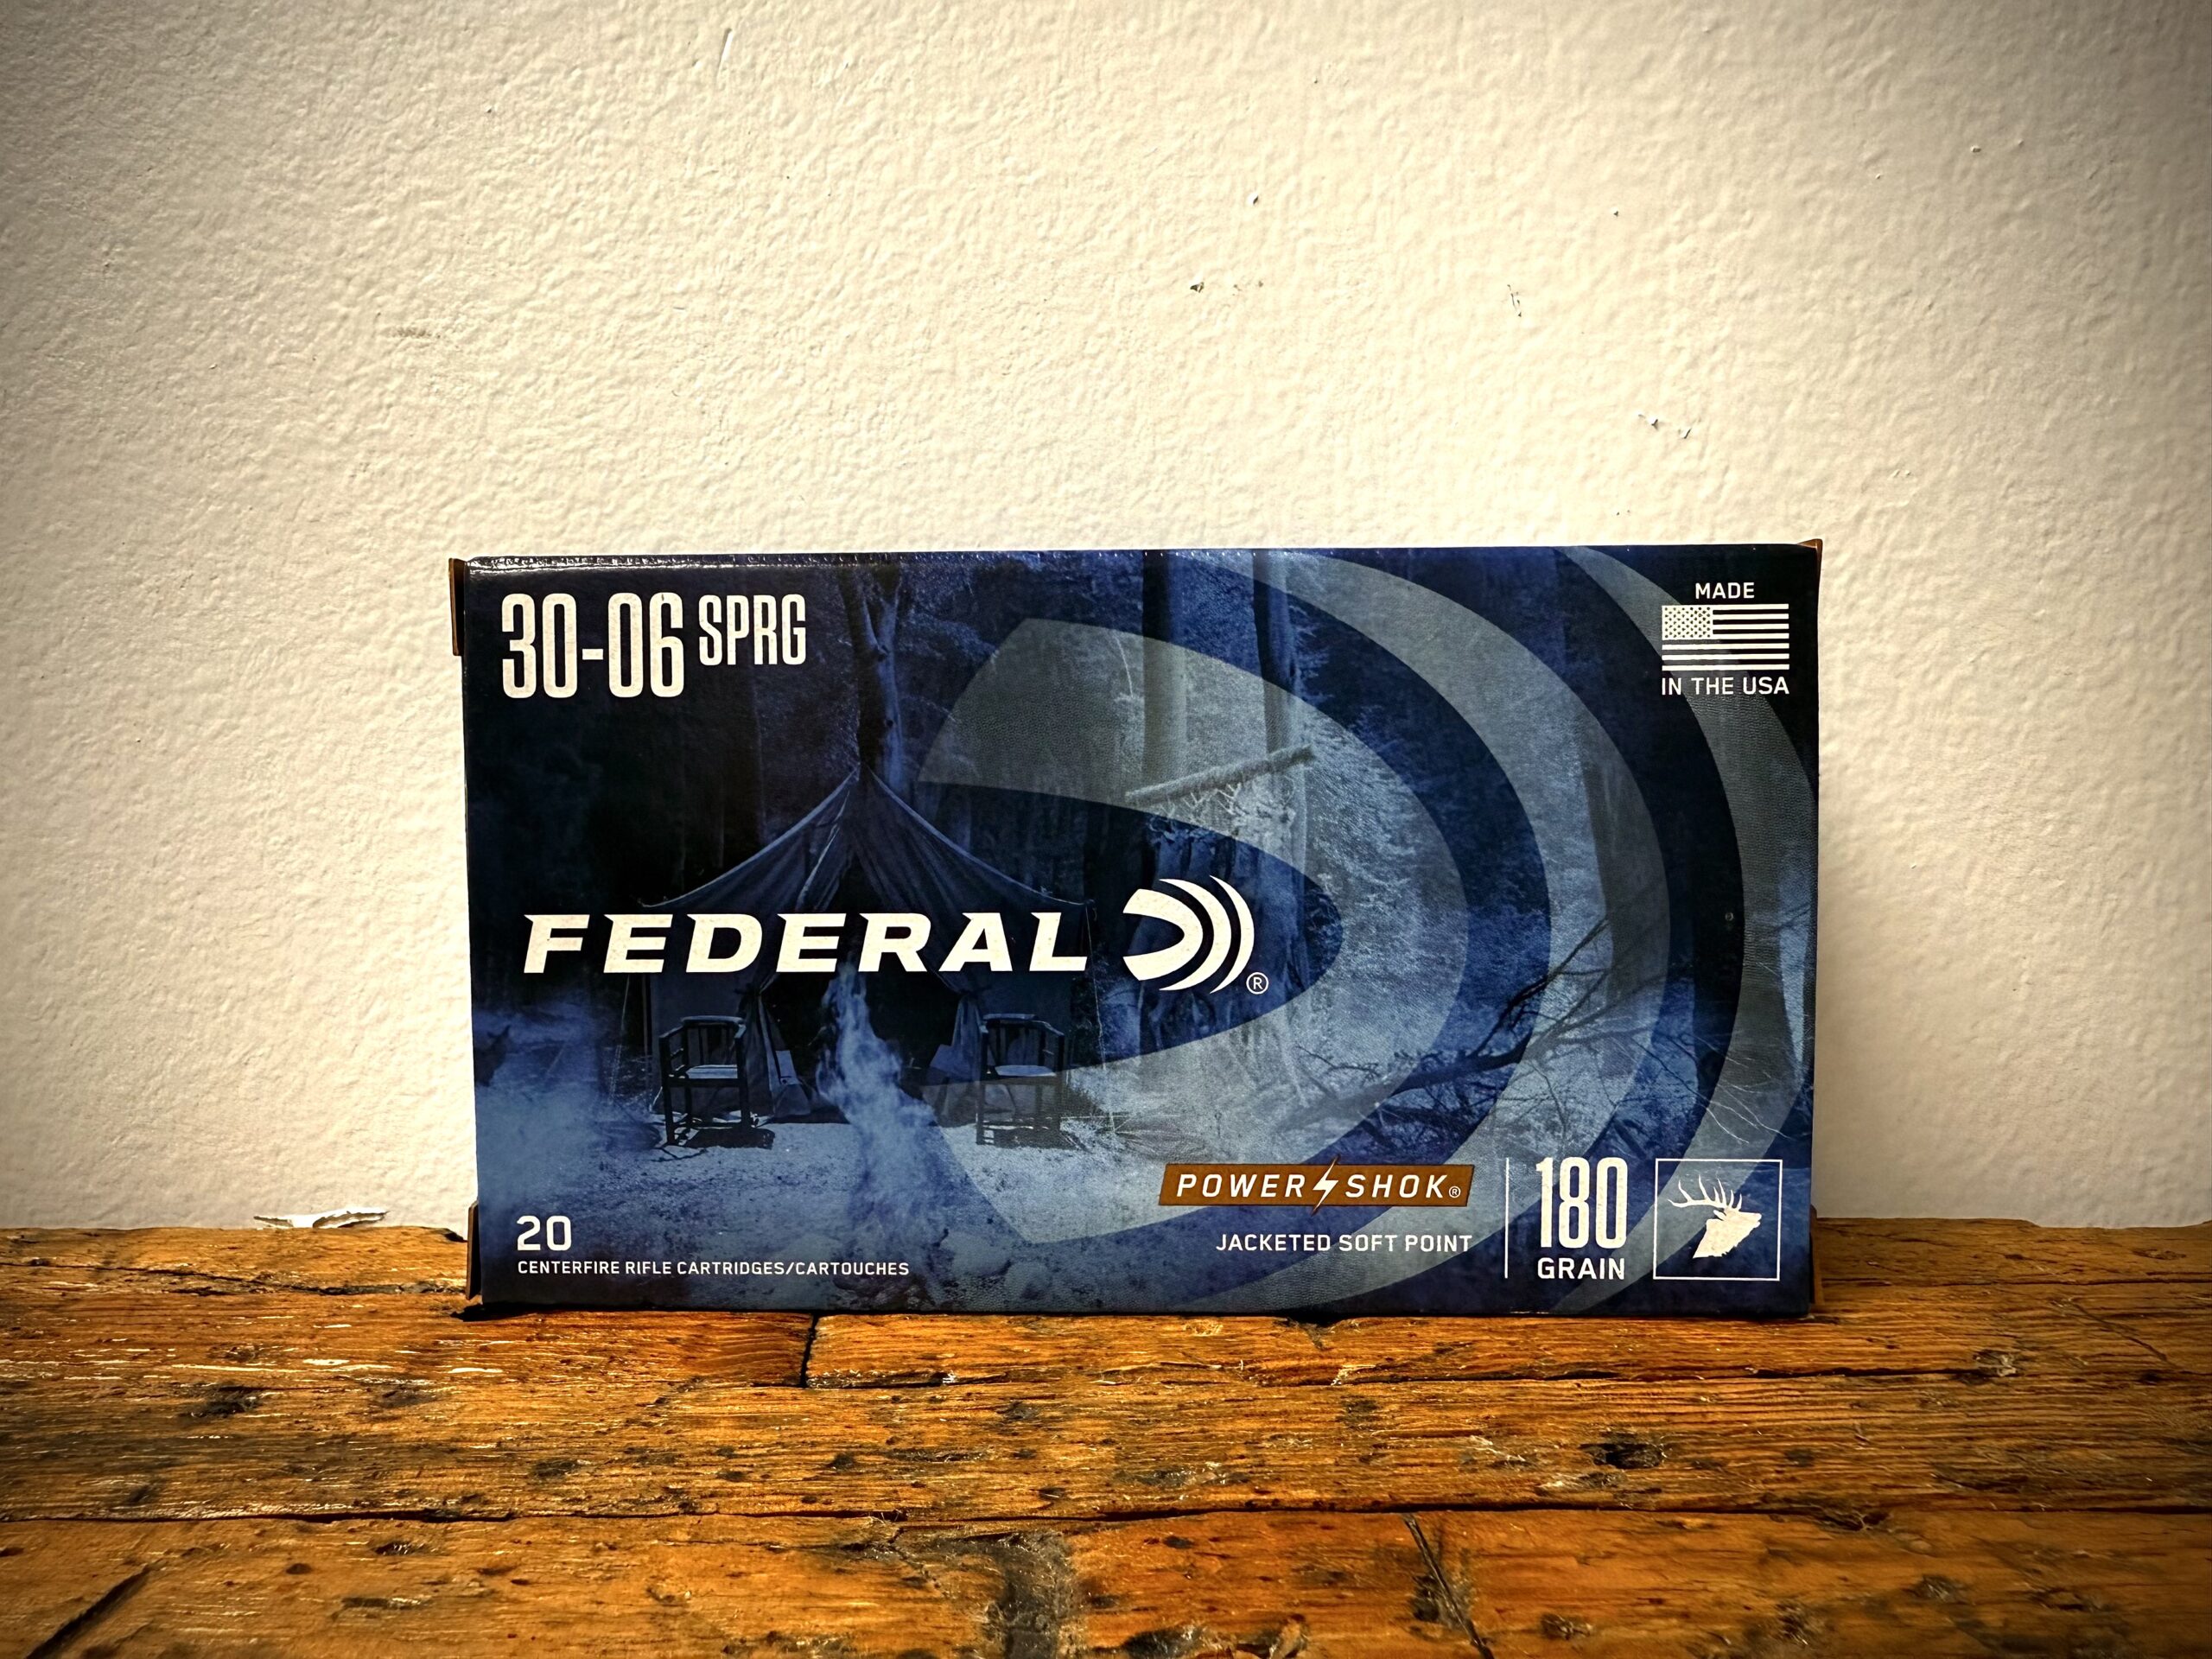 30-06 SPRG
MADE
IN THE USA
FEDERAL ®
POWER SHOK®
JACKETED SOFT POINT
180
GRAIN
20
CENTERFIRE RIFLE CARTRIDGES/CARTOUCHES